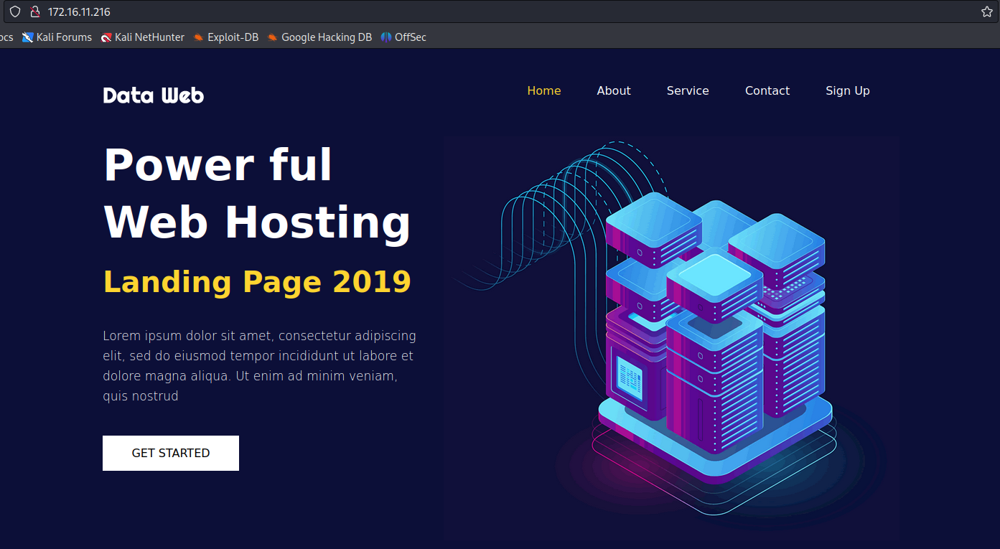 172.16.11.216
ocs Kali Forums Kali NetHunter Exploit-DB Google Hacking DB OffSec
Data Web
Home About Service Contact Sign Up
Power ful
Web Hosting
Landing Page 2019
Lorem ipsum dolor sit amet, consectetur adipiscing
elit, sed do eiusmod tempor incididunt ut labore et
dolore magna aliqua. Ut enim ad minim veniam,
quis nostrud
GET STARTED